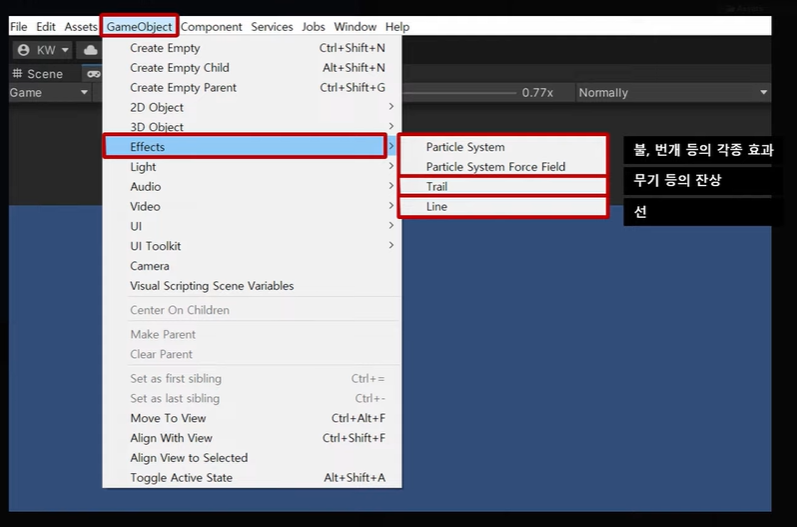 File Edit Assets GameObject Component Services Jobs Window Help
KW
Scene
Game 0.77x Normally
Create Empty Ctrl+Shift+N
Create Empty Child Alt+Shift+N
Create Empty Parent Ctrl+Shift+G
2D Object
3D Object
Effects
Particle System 불, 번개 등의 각종 효과
Particle System Force Field
Light
Audio
Trail 무기 등의 잔상
Video
Line 선
UI
UI Toolkit
Camera
Visual Scripting Scene Variables
Center On Children
Make Parent
Clear Parent
Set as first sibling Ctrl+=
Set as last sibling Ctrl+-
Move To View Ctrl+Alt+F
Align With View Ctrl+Shift+F
Align View to Selected
Toggle Active State Alt+Shift+A